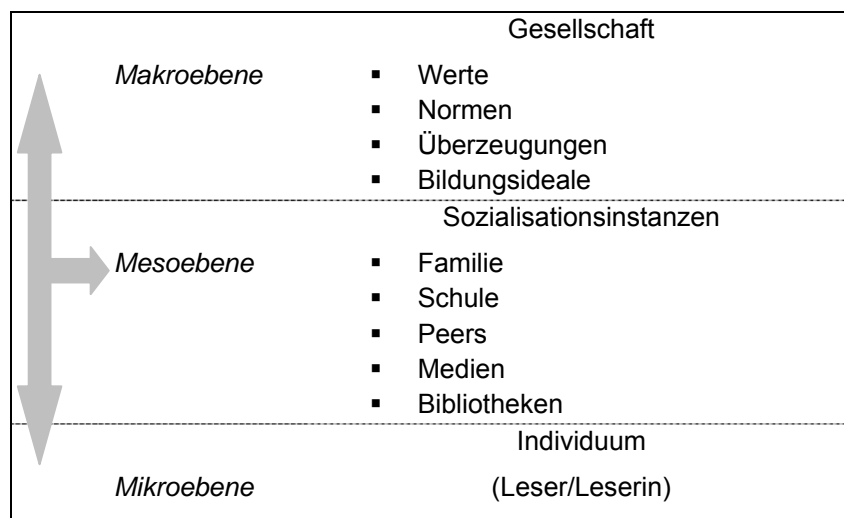 Gesellschaft
Makroebene ▪ Werte
▪ Normen
▪ Überzeugungen
▪ Bildungsideale
Sozialisationsinstanzen
Mesoebene ▪ Familie
▪ Schule
▪ Peers
▪ Medien
▪ Bibliotheken
Individuum
Mikroebene (Leser/Leserin)